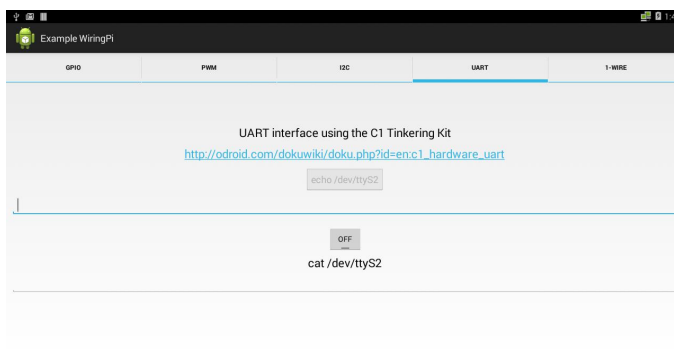 Example WiringPi
GPIO PWM I2C UART 1-WIRE
UART interface using the C1 Tinkering Kit
http://odroid.com/dokuwiki/doku.php?id=en:c1_hardware_uart
echo /dev/ttyS2
OFF
cat /dev/ttyS2